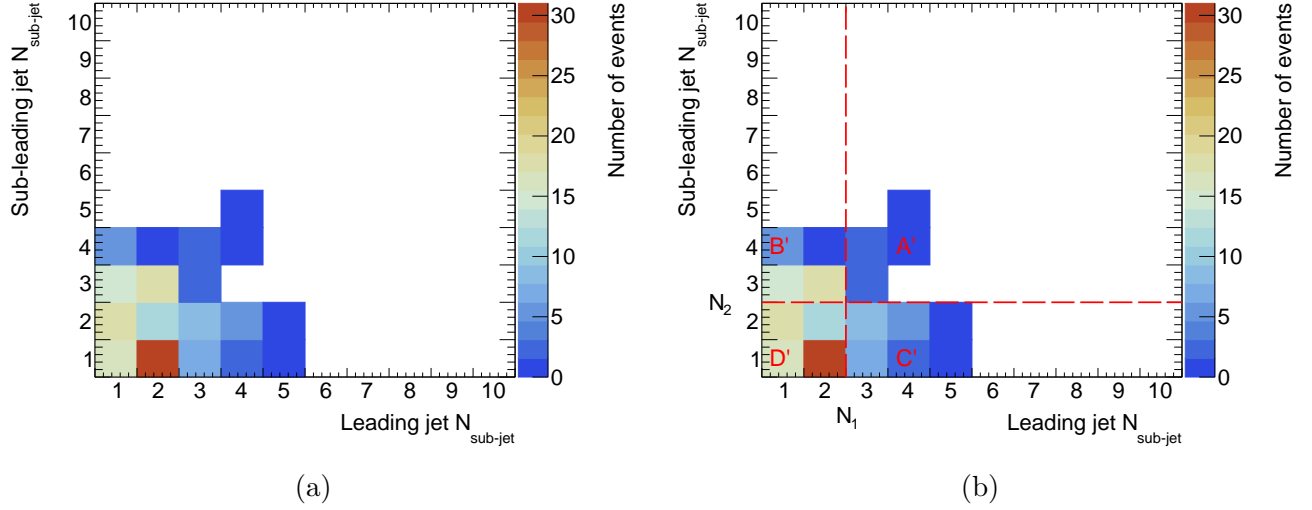 Sub-leading jet N_sub-jet
10
9
8
7
6
5
4
3
2
1
1 2 3 4 5 6 7 8 9 10
Leading jet N_sub-jet
30
25
20
15
10
5
0
Number of events
(a)
Sub-leading jet N_sub-jet
10
9
8
7
6
5
4
3
2
1
N_2
B' A'
D' C'
1 2 3 4 5 6 7 8 9 10
N_1
Leading jet N_sub-jet
30
25
20
15
10
5
0
Number of events
(b)